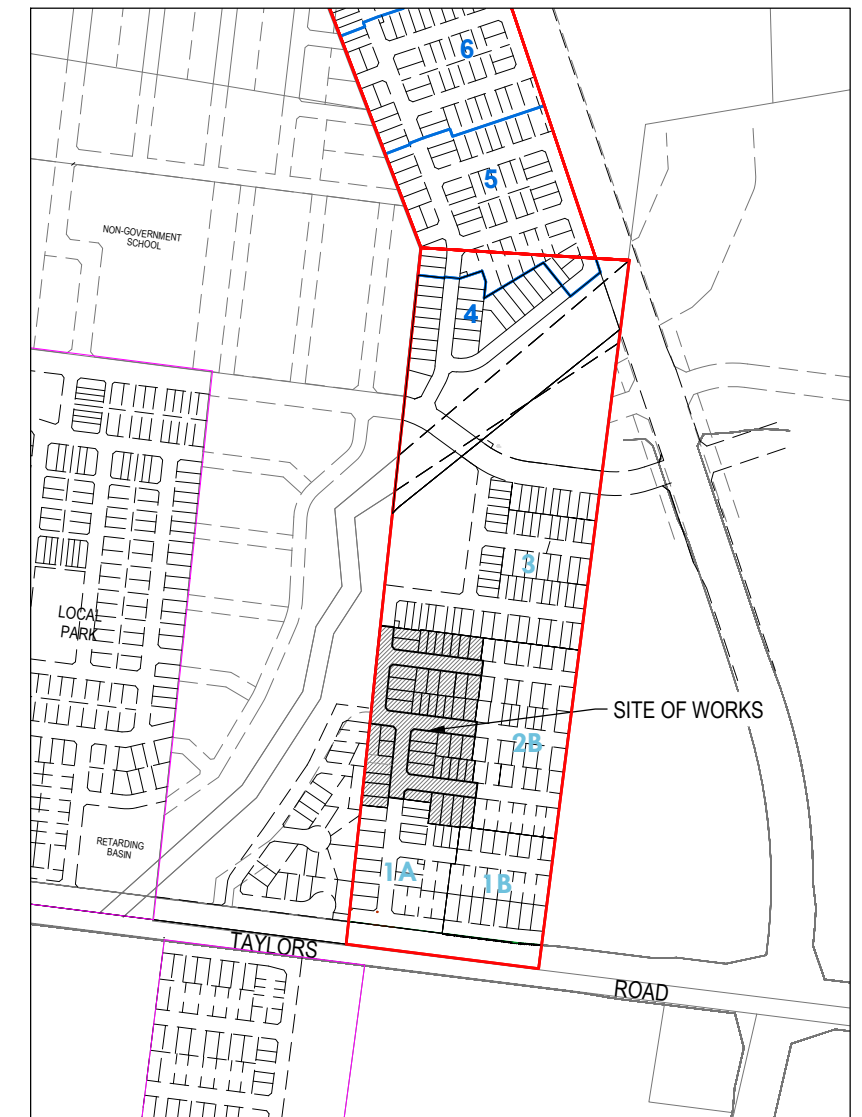 6
5
NON-GOVERNMENT
SCHOOL
4
3
LOCAL
PARK
SITE OF WORKS
2B
RETARDING
BASIN
1A
1B
TAYLORS
ROAD